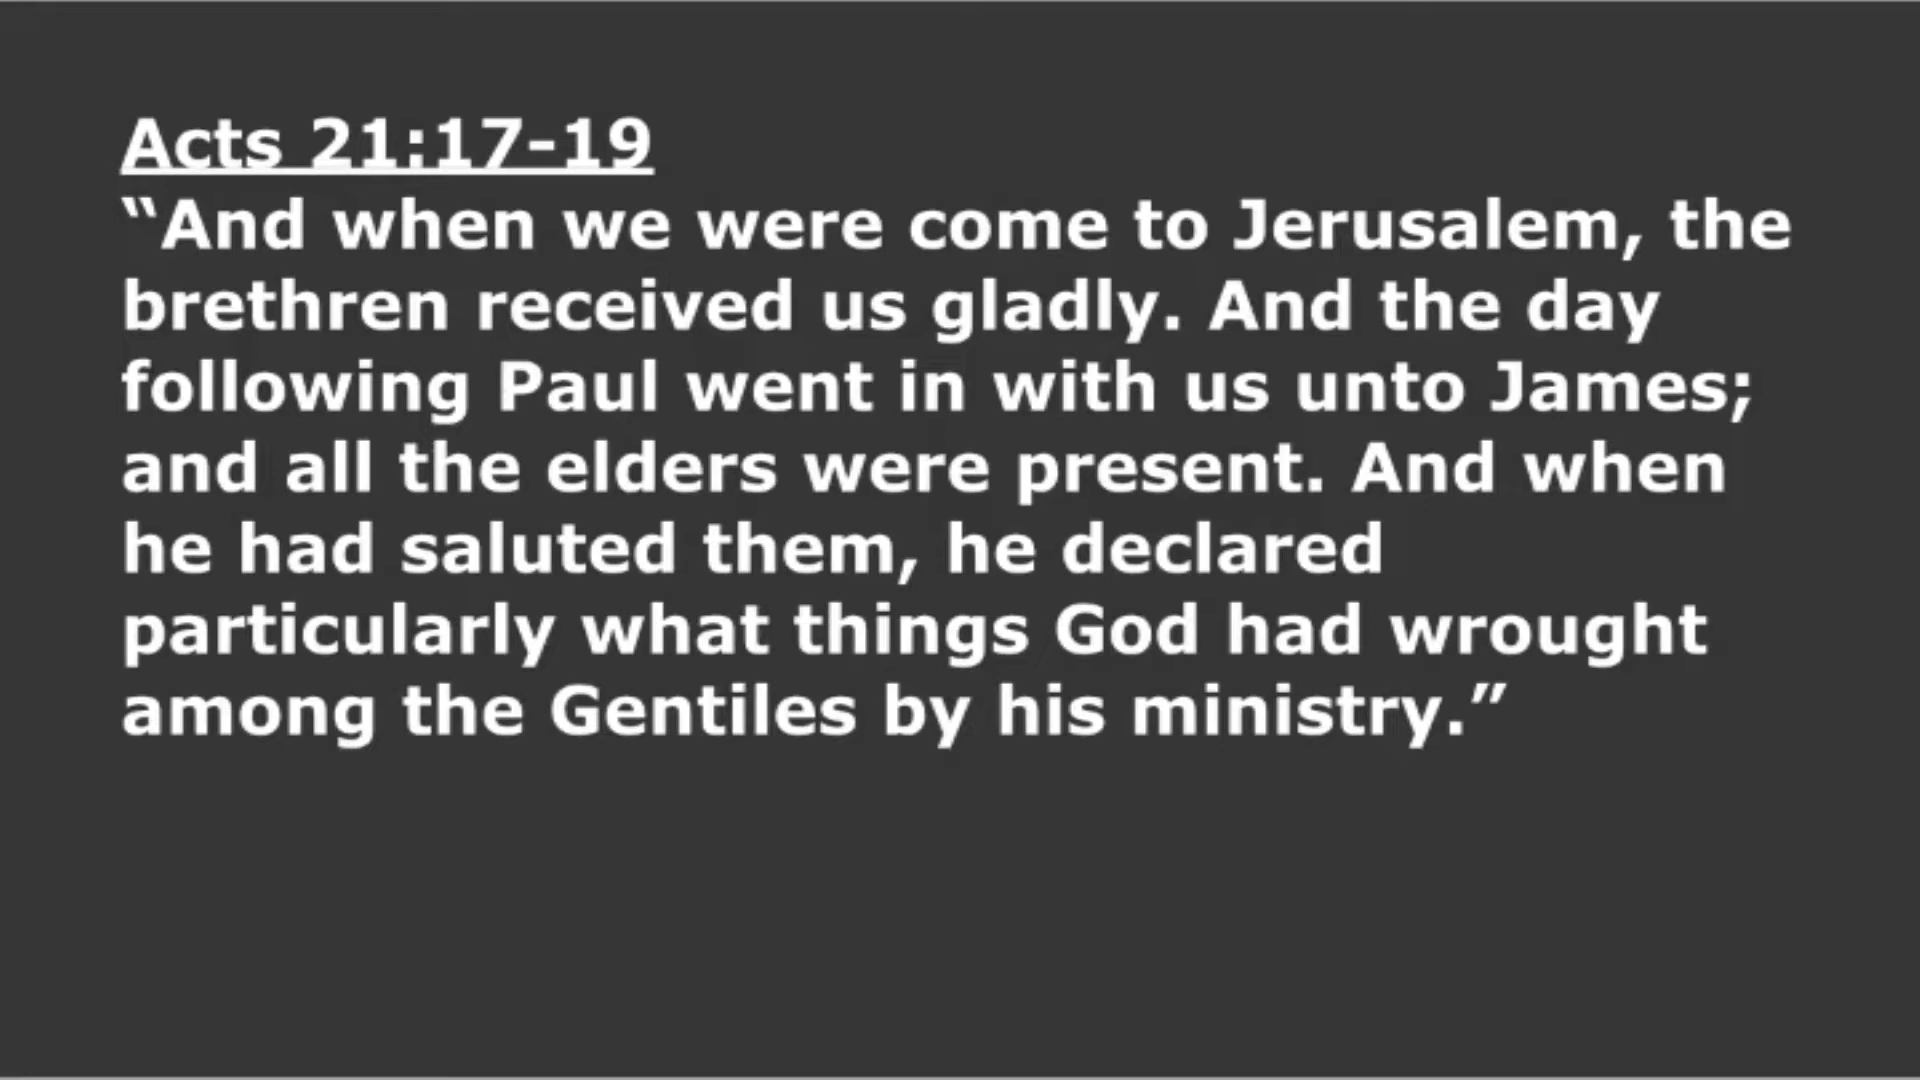 Acts 21:17-19
“And when we were come to Jerusalem, the
brethren received us gladly. And the day
following Paul went in with us unto James;
and all the elders were present. And when
he had saluted them, he declared
particularly what things God had wrought
among the Gentiles by his ministry.”